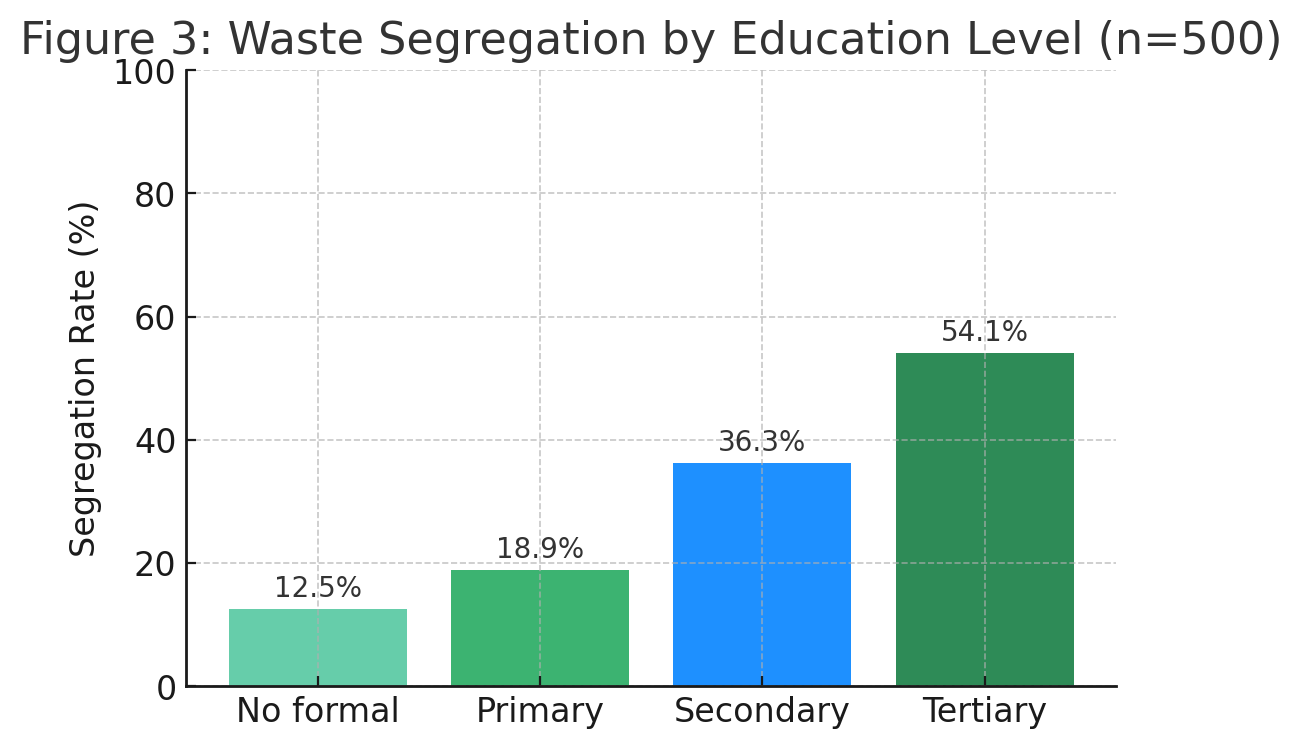 Figure 3: Waste Segregation by Education Level (n=500)
100
80
60
40
20
0
Segregation Rate (%)
12.5%
18.9%
36.3%
54.1%
No formal
Primary
Secondary
Tertiary